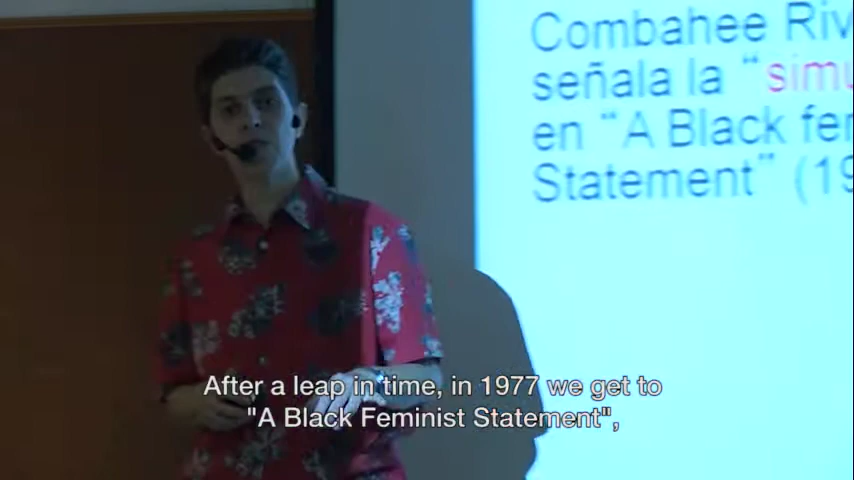 Combahee Riv
señala la "simu
en "A Black fe
Statement" (19
After a leap in time, in 1977 we get to
"A Black Feminist Statement",